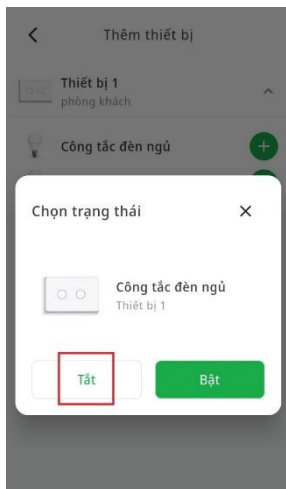 Thêm thiết bị
Thiết bị 1
phòng khách
Công tắc đèn ngủ
Chọn trạng thái
Công tắc đèn ngủ
Thiết bị 1
Tắt
Bật